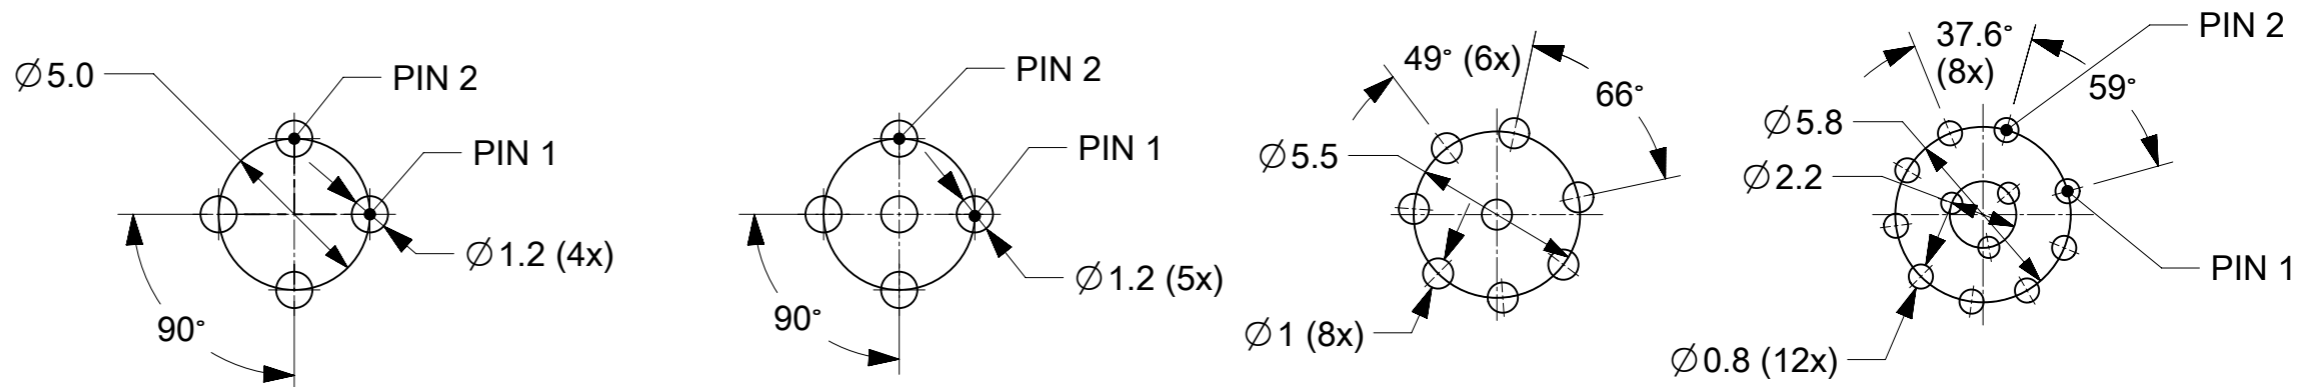 ⌀5.0
PIN 2
PIN 1
⌀1.2 (4x)
90°
PIN 2
PIN 1
⌀1.2 (5x)
90°
49° (6x)
66°
⌀5.5
⌀1 (8x)
37.6°
(8x)
PIN 2
59°
⌀5.8
⌀2.2
PIN 1
⌀0.8 (12x)